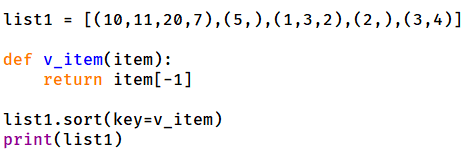 list1 = [(10,11,20,7),(5,),(1,3,2),(2,),(3,4)]
def v_item(item):
    return item[-1]
list1.sort(key=v_item)
print(list1)